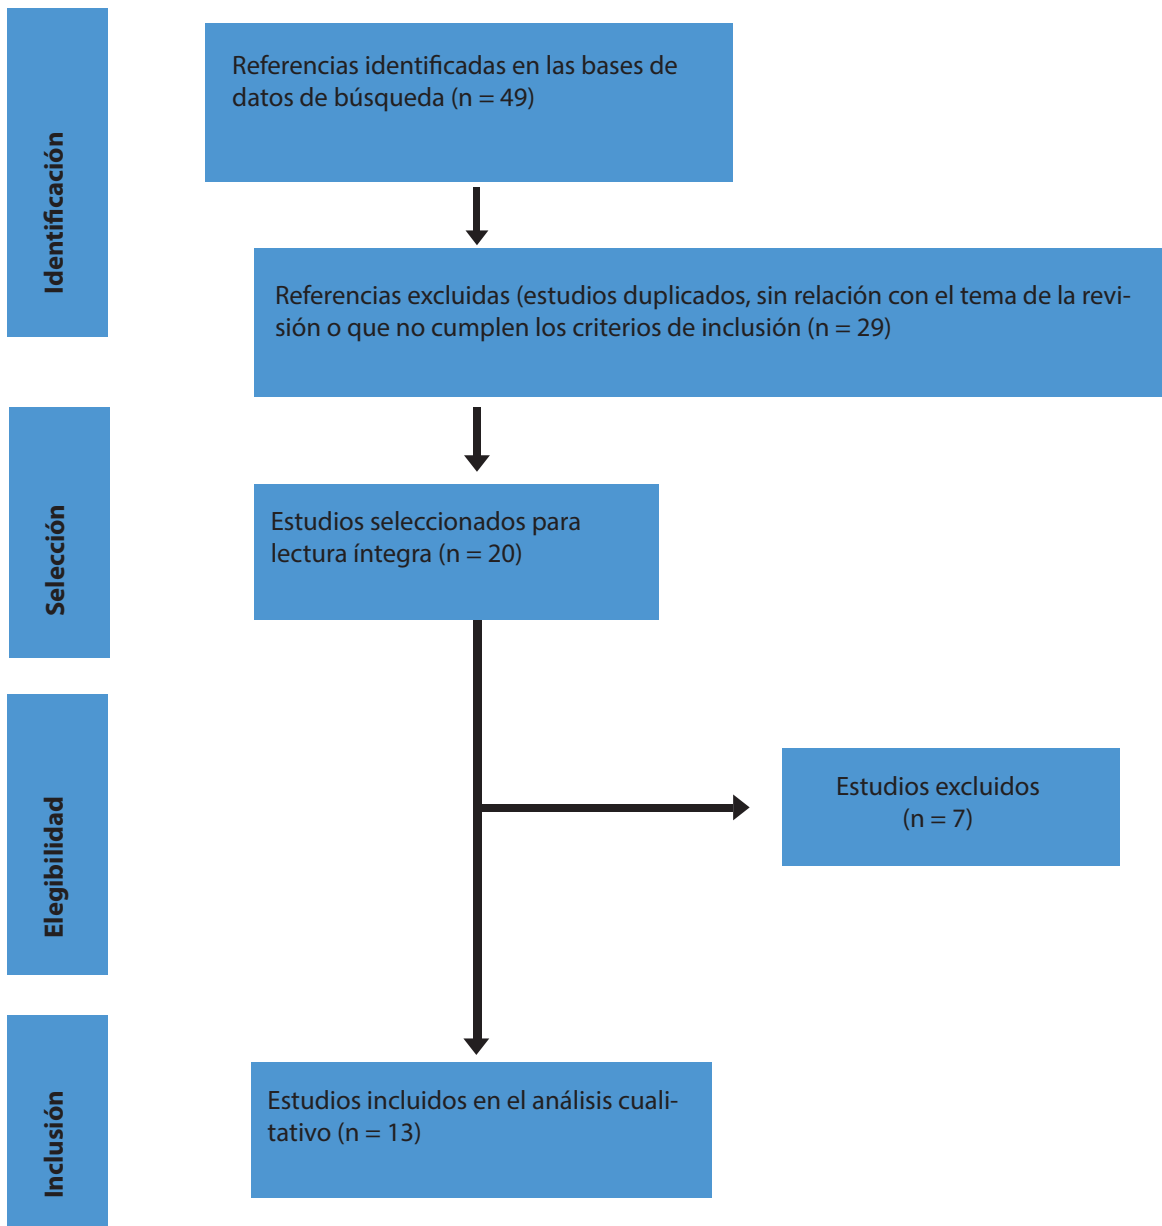 Identificación
Referencias identificadas en las bases de
datos de búsqueda (n = 49)
Referencias excluidas (estudios duplicados, sin relación con el tema de la revi-
sión o que no cumplen los criterios de inclusión (n = 29)
Selección
Estudios seleccionados para
lectura íntegra (n = 20)
Elegibilidad
Estudios excluidos
(n = 7)
Inclusión
Estudios incluidos en el análisis cuali-
tativo (n = 13)